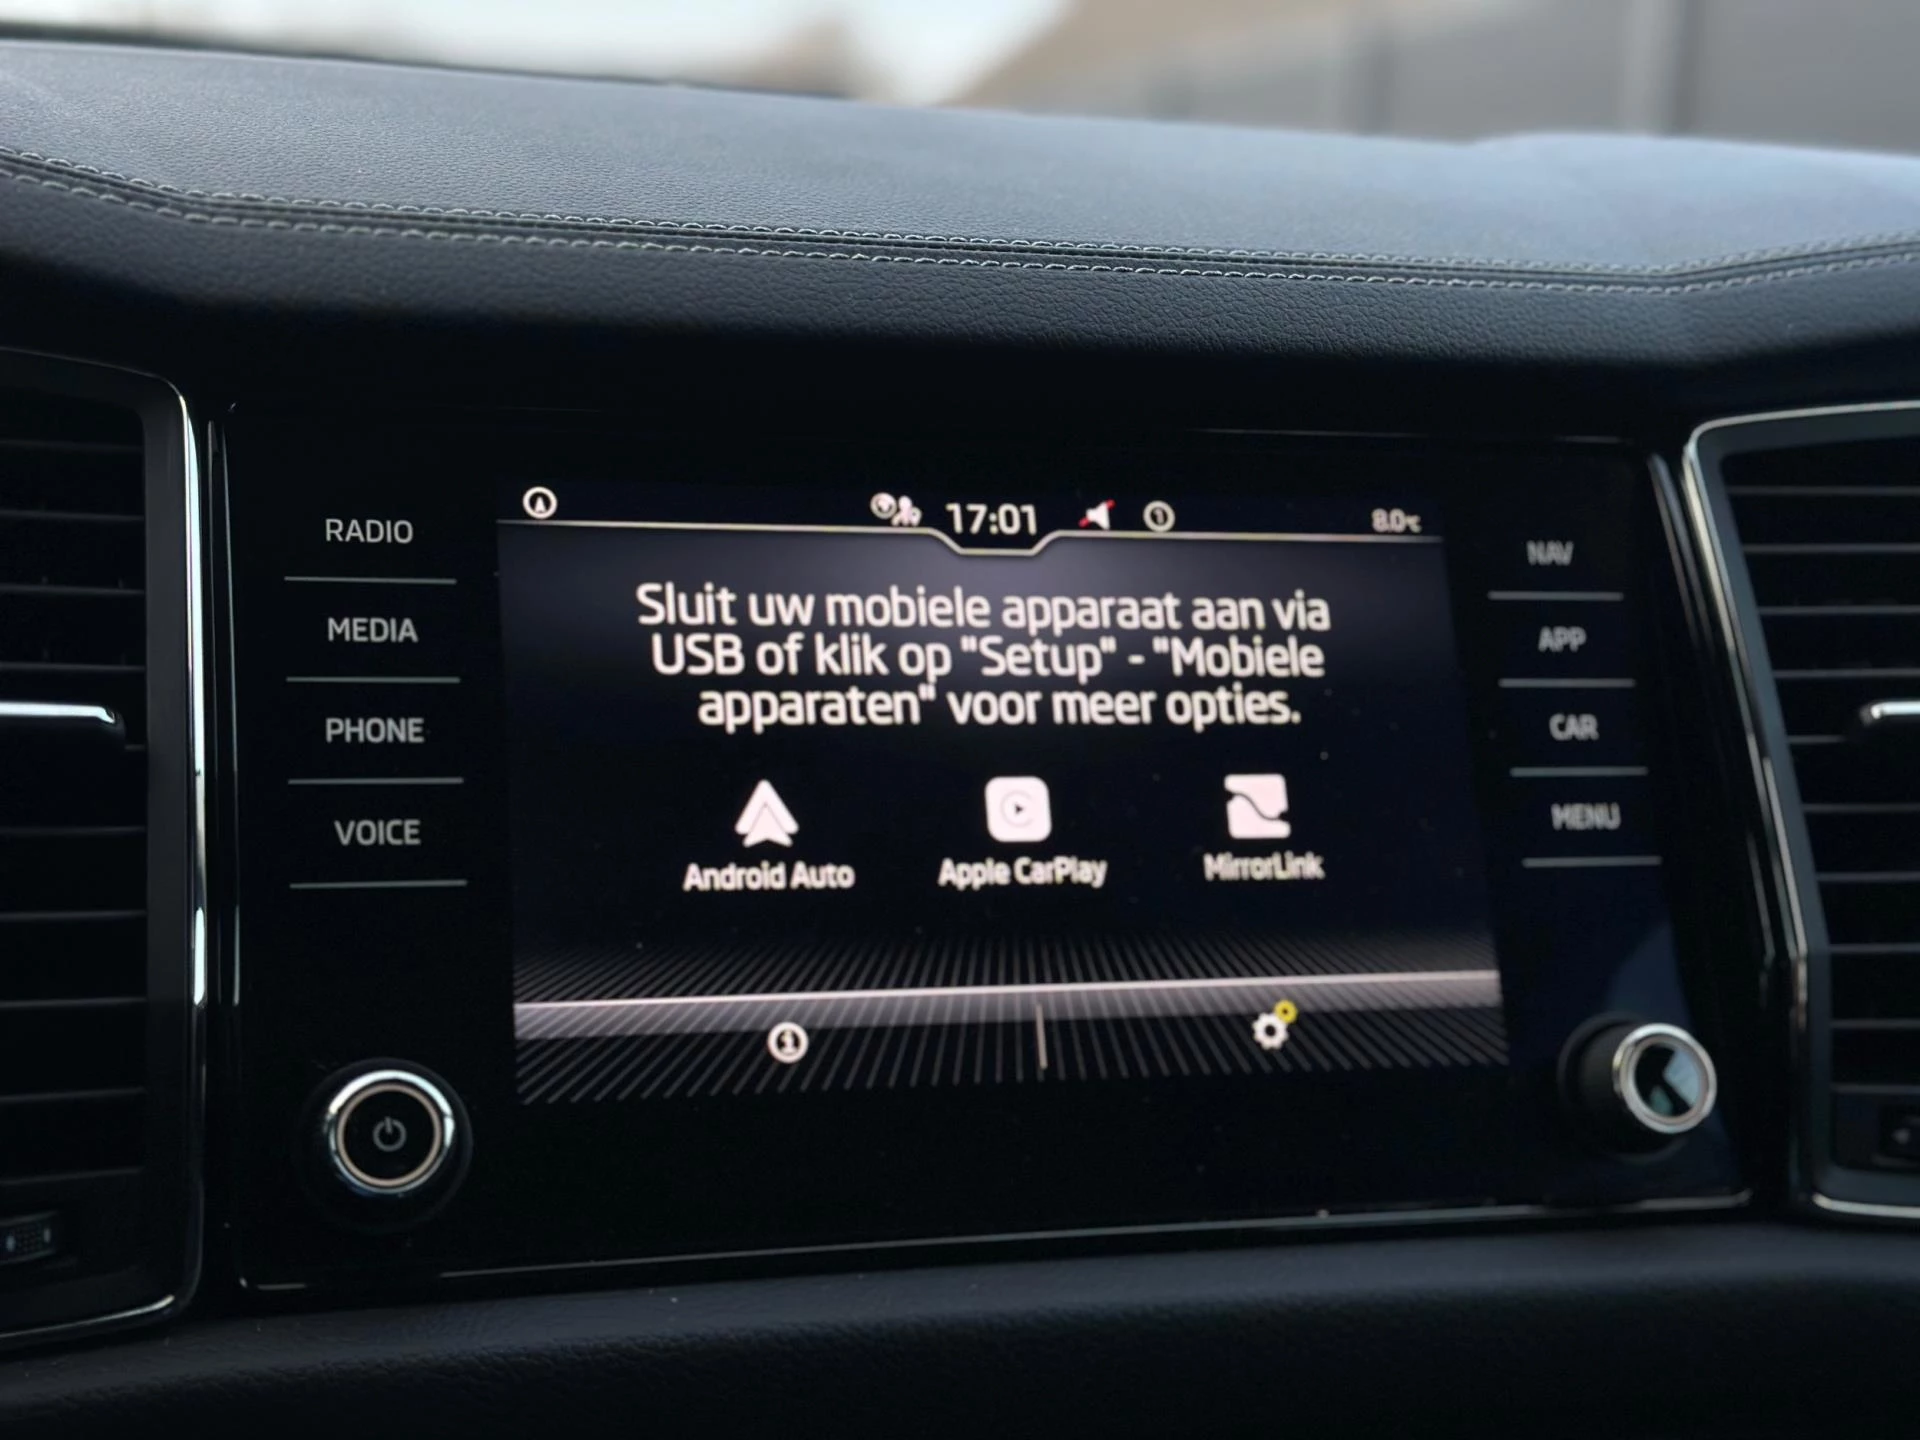 17:01
8.0°C
RADIO
MEDIA
PHONE
VOICE
Sluit uw mobiele apparaat aan via
USB of klik op "Setup" - "Mobiele
apparaten" voor meer opties.
Android Auto
Apple CarPlay
MirrorLink
NAV
APP
CAR
MENU